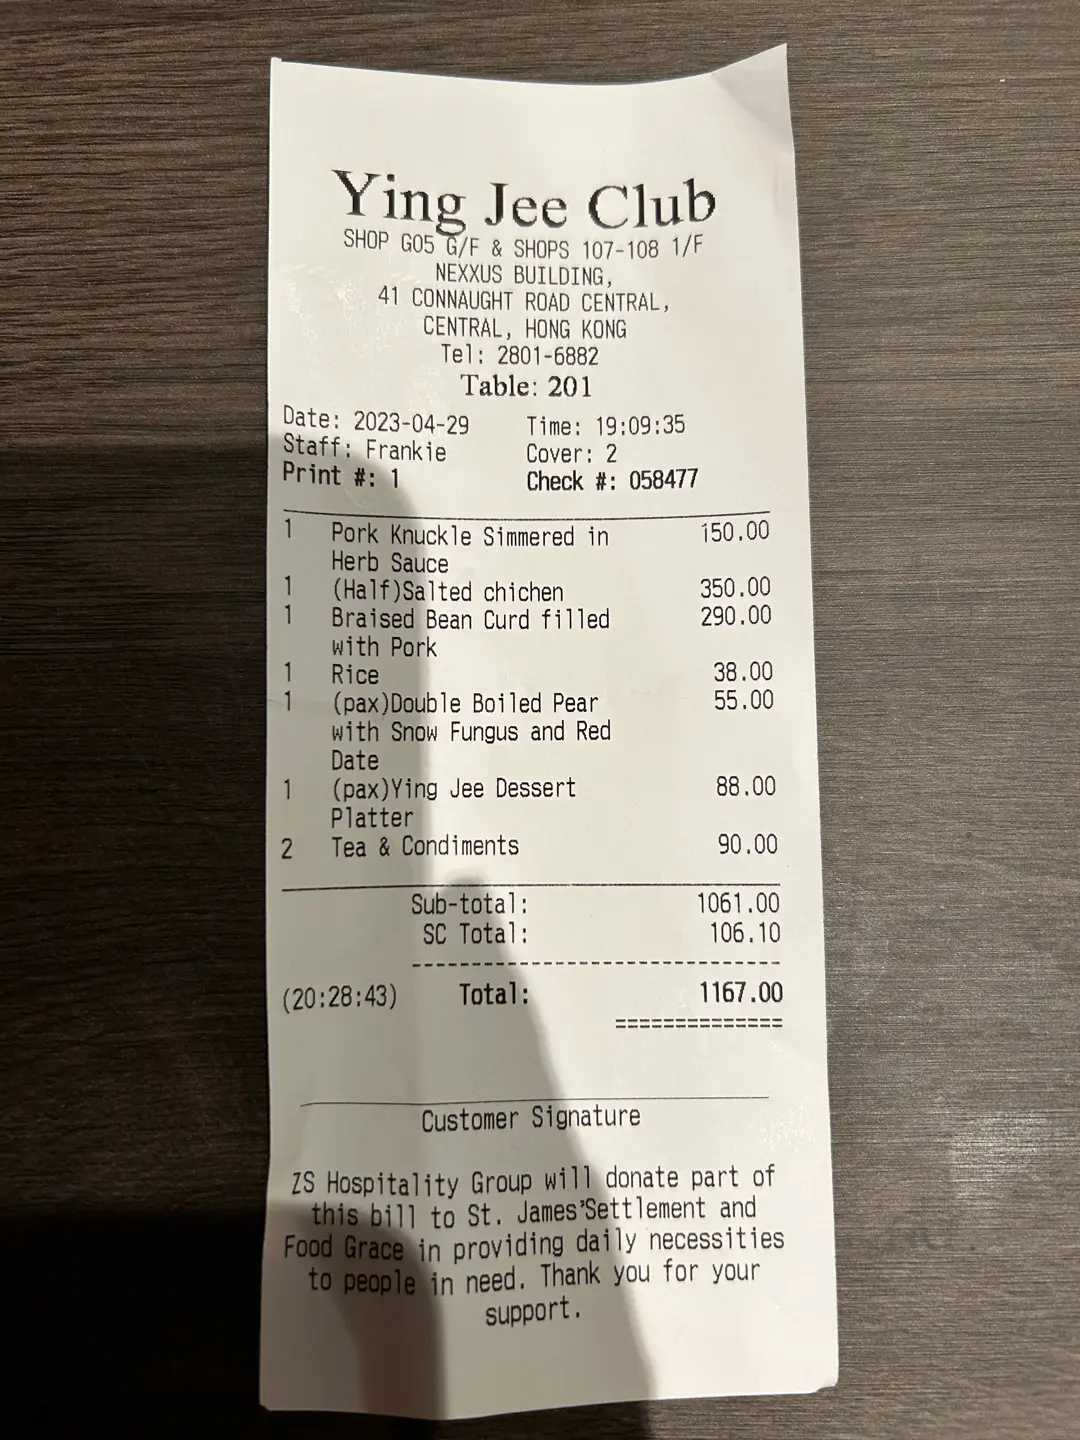 Ying Jee Club
SHOP G05 G/F & SHOPS 107-108 1/F
NEXXUS BUILDING,
41 CONNAUGHT ROAD CENTRAL,
CENTRAL, HONG KONG
Tel: 2801-6882
Table: 201
Date: 2023-04-29 Time: 19:09:35
Staff: Frankie Cover: 2
Print #: 1 Check #: 058477
1 Pork Knuckle Simmered in 150.00
Herb Sauce
1 (Half)Salted chichen 350.00
1 Braised Bean Curd filled 290.00
with Pork
1 Rice 38.00
1 (pax)Double Boiled Pear 55.00
with Snow Fungus and Red
Date
1 (pax)Ying Jee Dessert 88.00
Platter
2 Tea & Condiments 90.00
Sub-total: 1061.00
SC Total: 106.10
(20:28:43) Total: 1167.00
Customer Signature
ZS Hospitality Group will donate part of
this bill to St. James'Settlement and
Food Grace in providing daily necessities
to people in need. Thank you for your
support.